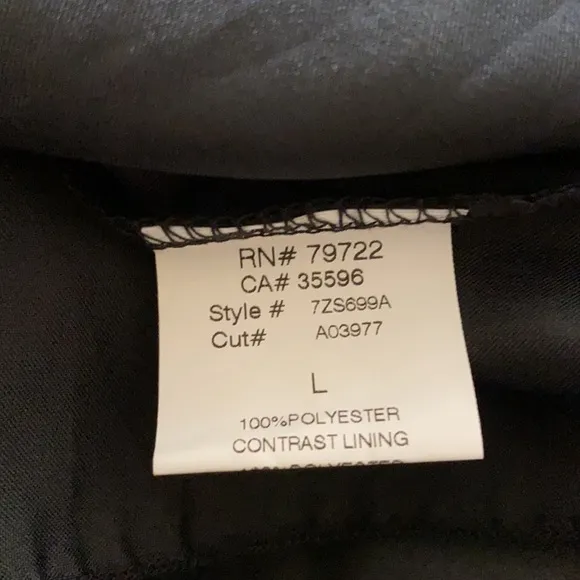 RN# 79722
CA# 35596
Style # 7ZS699A
Cut# A03977
L
100%POLYESTER
CONTRAST LINING